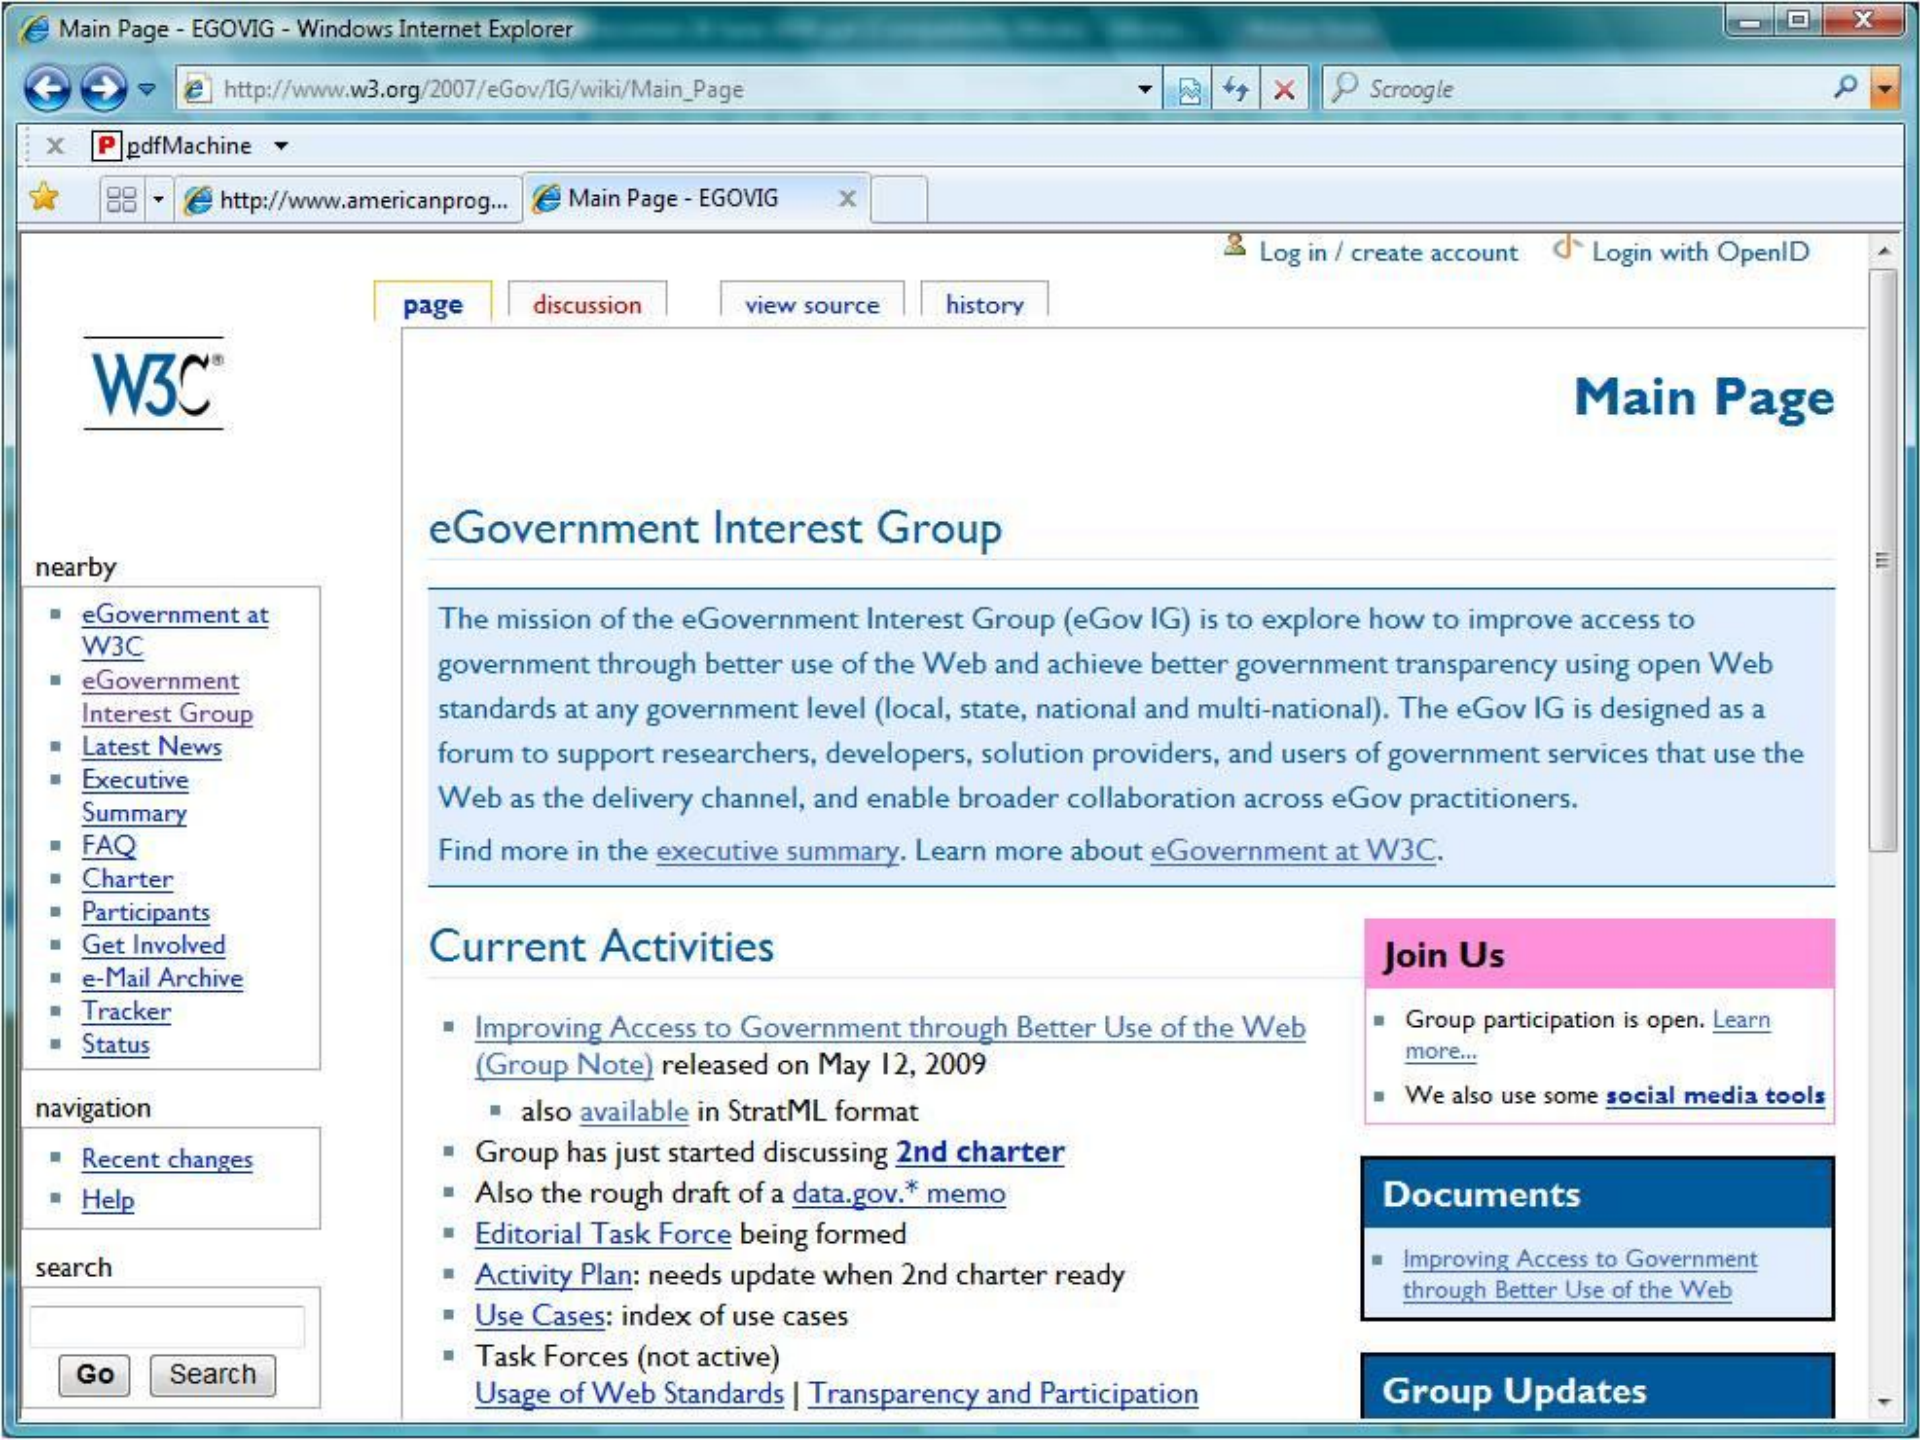 Main Page - EGOVIG - Windows Internet Explorer
http://www.w3.org/2007/eGov/IG/wiki/Main_Page
Scroogle
pdfMachine
http://www.americanprog...
Main Page - EGOVIG
Log in / create account
Login with OpenID
page
discussion
view source
history
W3C®
Main Page
nearby
eGovernment at
W3C
eGovernment
Interest Group
Latest News
Executive
Summary
FAQ
Charter
Participants
Get Involved
e-Mail Archive
Tracker
Status
navigation
Recent changes
Help
search
Go
Search
eGovernment Interest Group
The mission of the eGovernment Interest Group (eGov IG) is to explore how to improve access to
government through better use of the Web and achieve better government transparency using open Web
standards at any government level (local, state, national and multi-national). The eGov IG is designed as a
forum to support researchers, developers, solution providers, and users of government services that use the
Web as the delivery channel, and enable broader collaboration across eGov practitioners.
Find more in the executive summary. Learn more about eGovernment at W3C.
Current Activities
Improving Access to Government through Better Use of the Web
(Group Note) released on May 12, 2009
also available in StratML format
Group has just started discussing 2nd charter
Also the rough draft of a data.gov.* memo
Editorial Task Force being formed
Activity Plan: needs update when 2nd charter ready
Use Cases: index of use cases
Task Forces (not active)
Usage of Web Standards | Transparency and Participation
Join Us
Group participation is open. Learn
more...
We also use some social media tools
Documents
Improving Access to Government
through Better Use of the Web
Group Updates